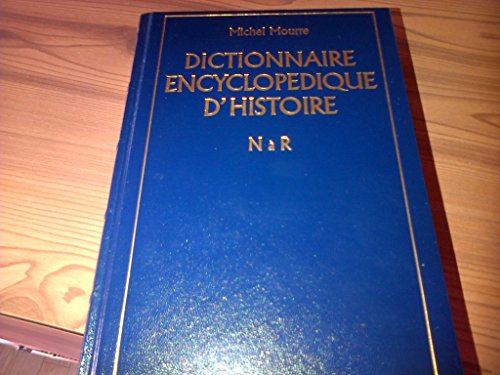 Michel Mourre
DiCTIONNAIRE
ENCYCLOPEDIQUE
D'HISTOIRE
N à R